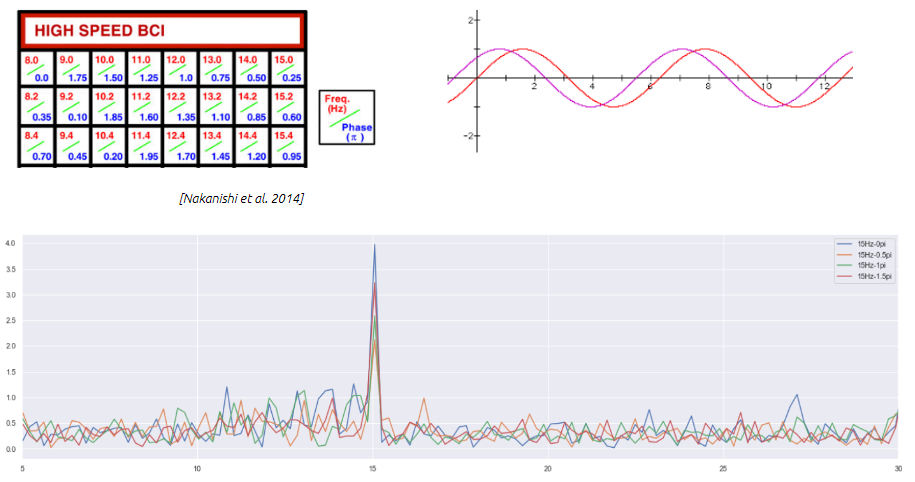 HIGH SPEED BCI
8.0 9.0 10.0 11.0 12.0 13.0 14.0 15.0
0.0 1.75 1.50 1.25 1.0 0.75 0.50 0.25
8.2 9.2 10.2 11.2 12.2 13.2 14.2 15.2
0.35 0.10 1.85 1.60 1.35 1.10 0.85 0.60
8.4 9.4 10.4 11.4 12.4 13.4 14.4 15.4
0.70 0.45 0.20 1.95 1.70 1.45 1.20 0.95
Freq.
(Hz)
Phase
(π)
[Nakanishi et al. 2014]
2
2 4 6 8 10 12
−2
4.0
3.5
3.0
2.5
2.0
1.5
1.0
0.5
0.0
5 10 15 20 25 30
15Hz-0pi
15Hz-0.5pi
15Hz-1pi
15Hz-1.5pi